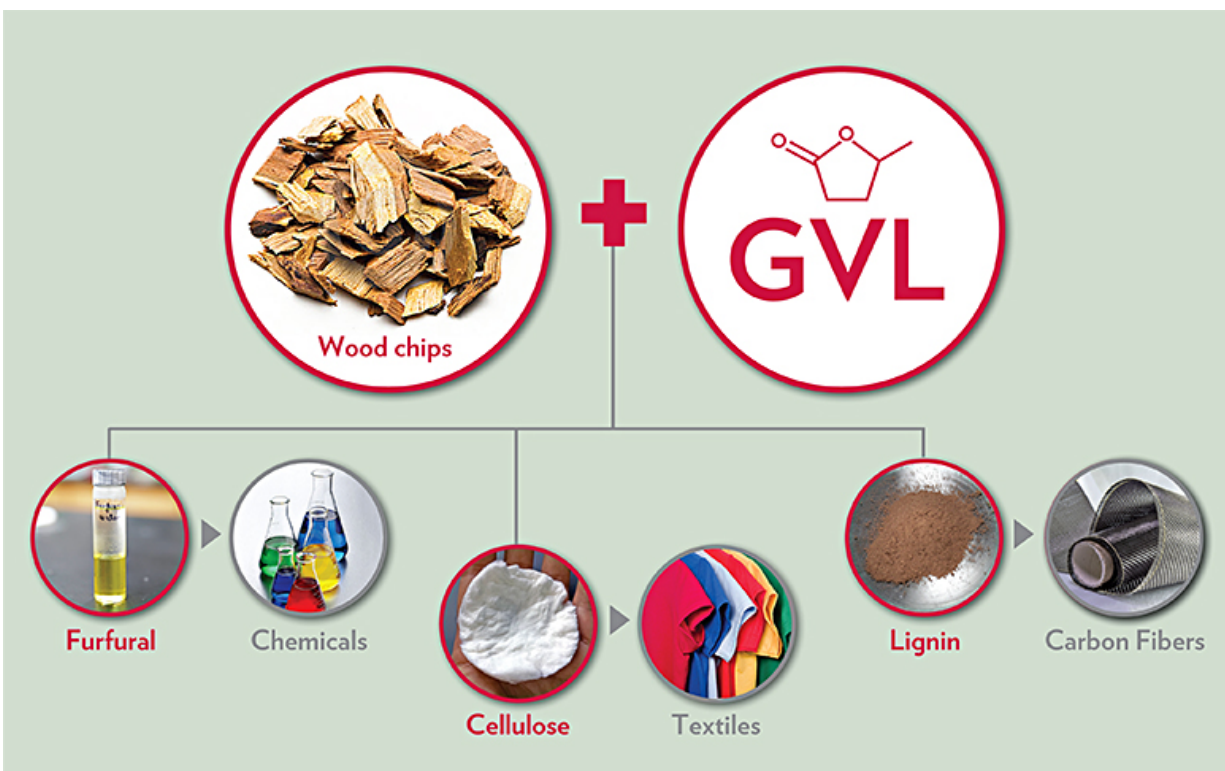 Wood chips
O
O
GVL
Furfural
Chemicals
Cellulose
Textiles
Lignin
Carbon Fibers